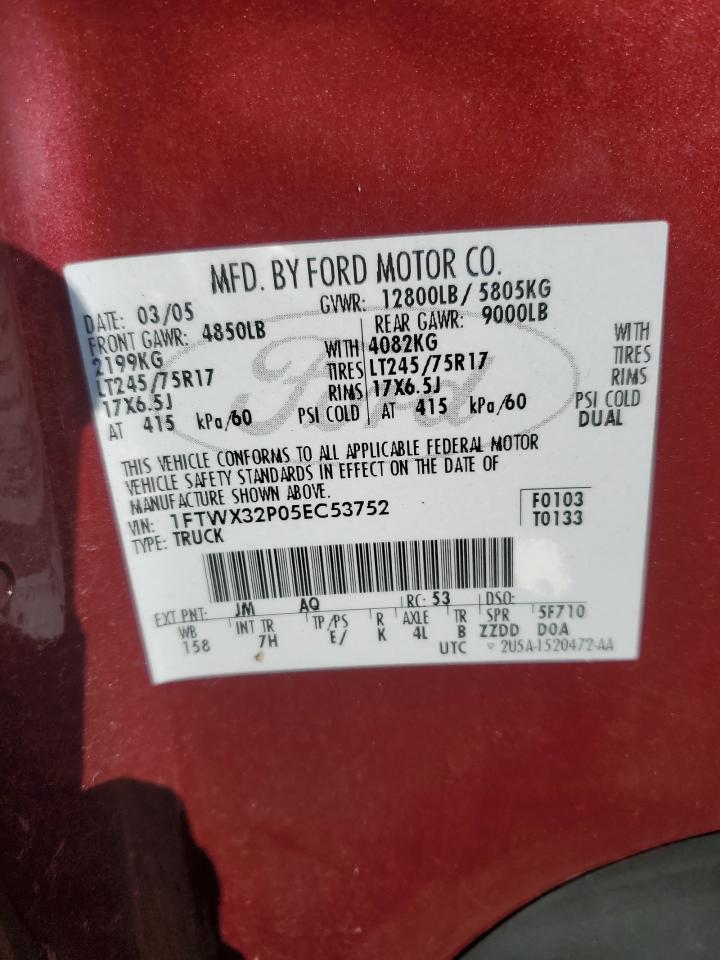 MFD. BY FORD MOTOR CO.
DATE: 03/05 GVWR: 12800LB/ 5805KG
FRONT GAWR: 4850LB REAR GAWR: 9000LB
2199KG WITH 4082KG WITH
LT245/75R17 TIRES LT245/75R17 TIRES
17X6.5J RIMS 17X6.5J RIMS
AT 415 kPa/60 PSI COLD AT 415 kPa/60 PSI COLD
DUAL
Ford
THIS VEHICLE CONFORMS TO ALL APPLICABLE FEDERAL MOTOR
VEHICLE SAFETY STANDARDS IN EFFECT ON THE DATE OF
MANUFACTURE SHOWN ABOVE.
VIN: 1FTWX32P05EC53752 F0103
TYPE: TRUCK T0133
EXT PNT: JM AQ RC: 53 DSO:
WB INT TR TP/PS R AXLE TR SPR 5F710
158 7H E/ K 4L B ZZDD DOA
UTC ▽ 2U5A-1520472-AA